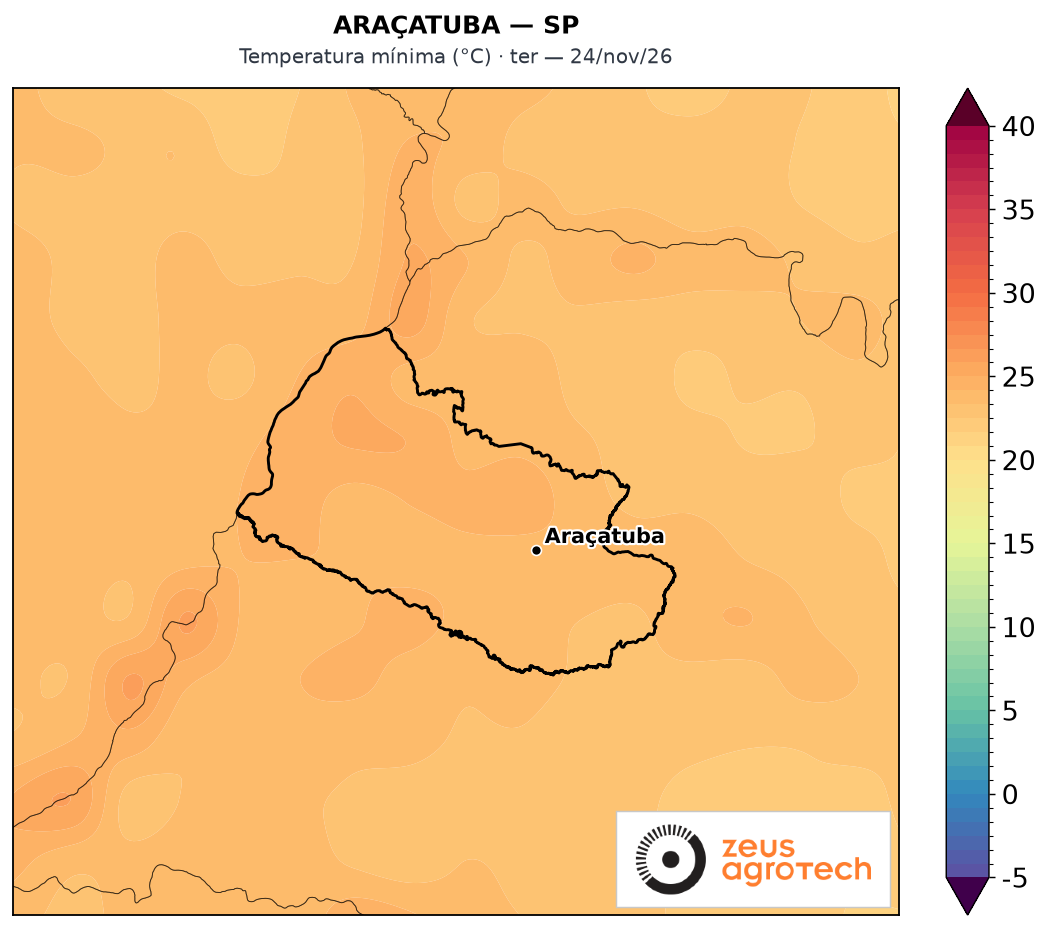 ARAÇATUBA — SP
Temperatura mínima (°C) · ter — 24/nov/26
40
35
30
25
20
15
10
5
0
-5
Araçatuba
zeus
agrotech